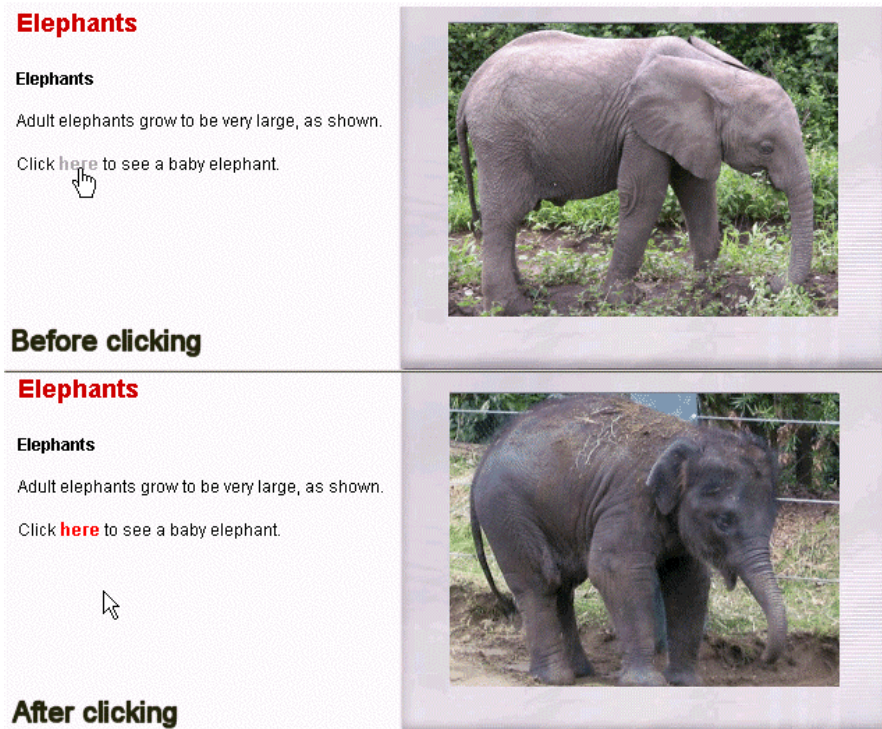 Elephants
Elephants
Adult elephants grow to be very large, as shown.
Click here to see a baby elephant.
Before clicking
Elephants
Elephants
Adult elephants grow to be very large, as shown.
Click here to see a baby elephant.
After clicking